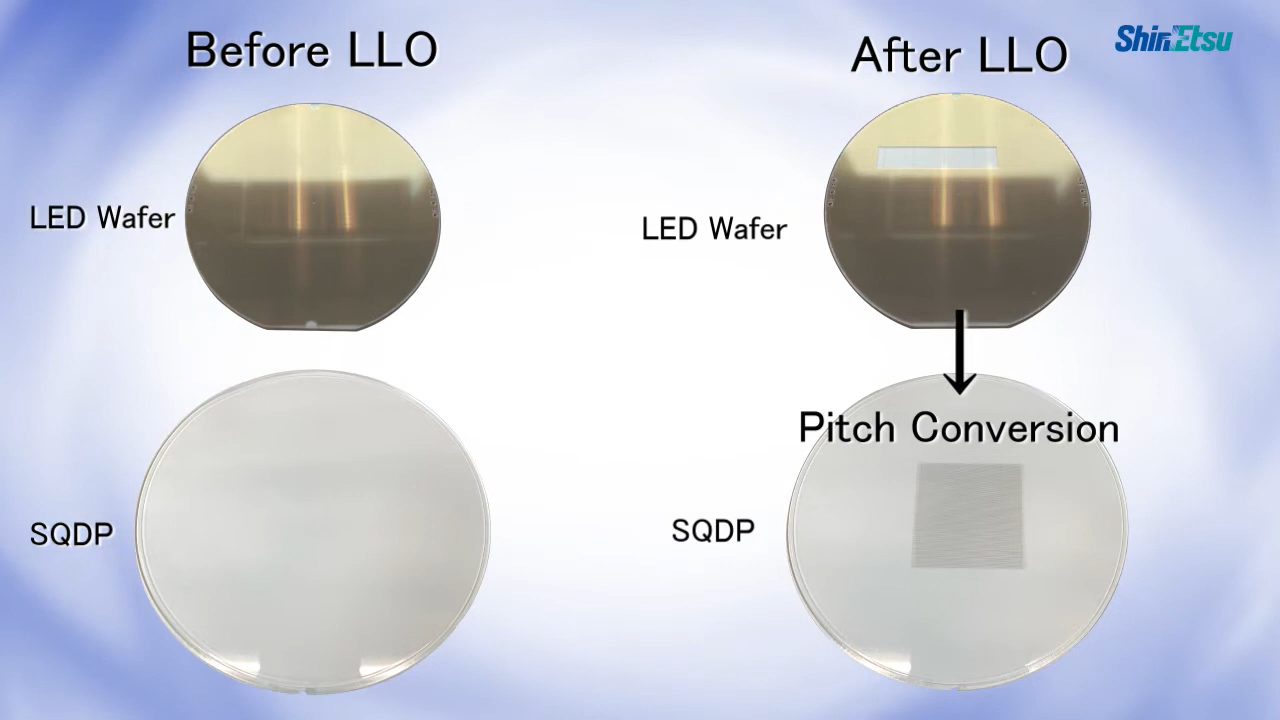 Before LLO
After LLO
ShinEtsu
LED Wafer
LED Wafer
Pitch Conversion
SQDP
SQDP